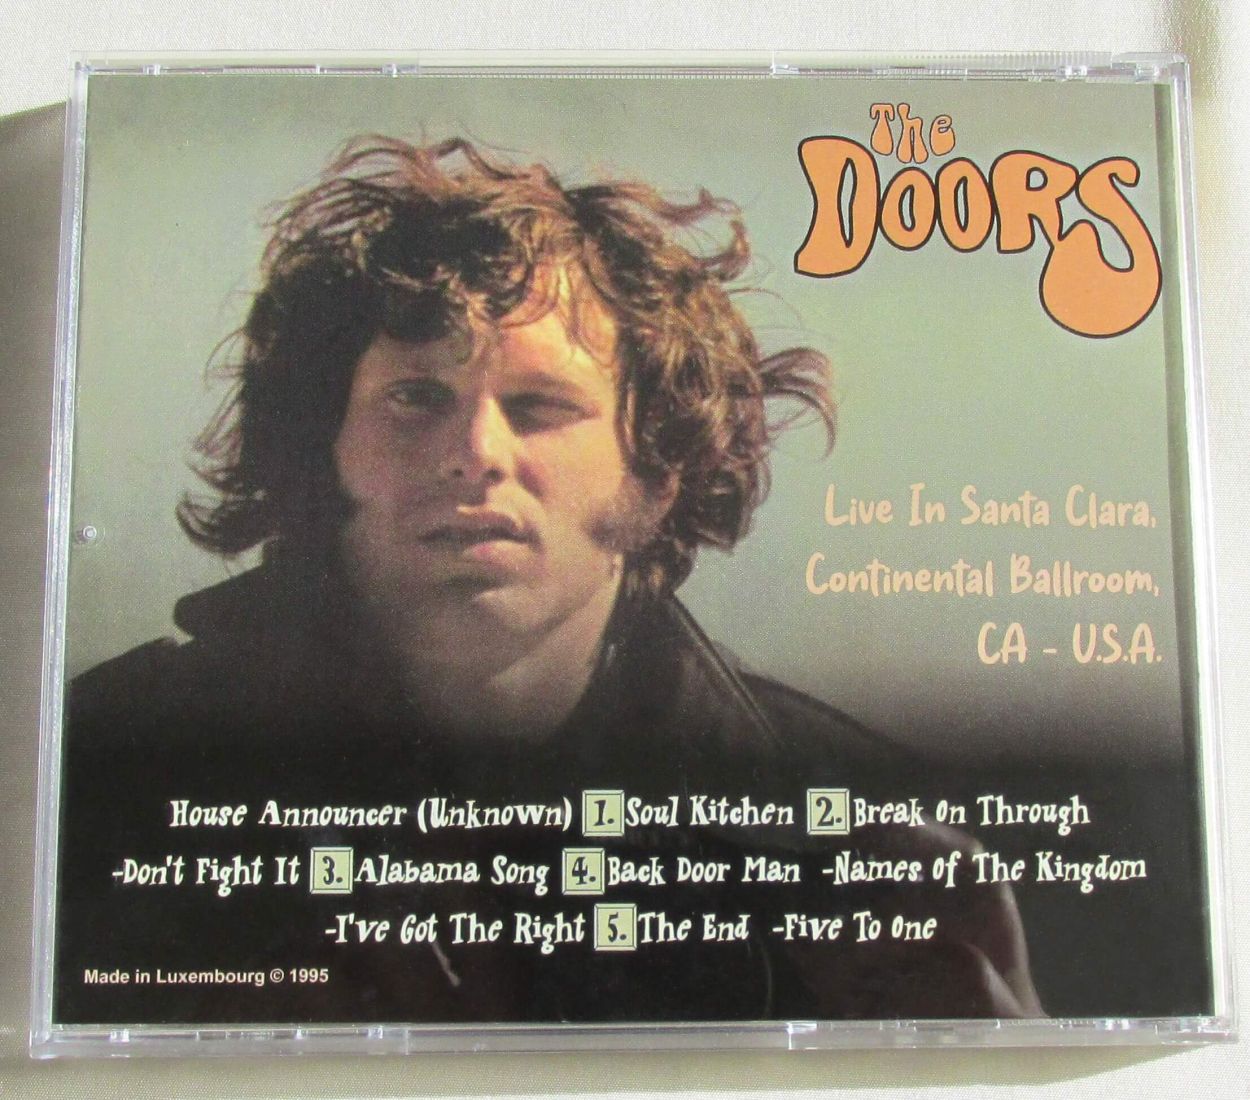 The
DOORS
Live In Santa Clara,
Continental Ballroom,
CA - U.S.A.
House Announcer (Unknown) 1. Soul Kitchen 2. Break On Through
-Don't Fight It 3. Alabama Song 4. Back Door Man -Names Of The Kingdom
-I've Got The Right 5. The End -Five To One
Made in Luxembourg © 1995